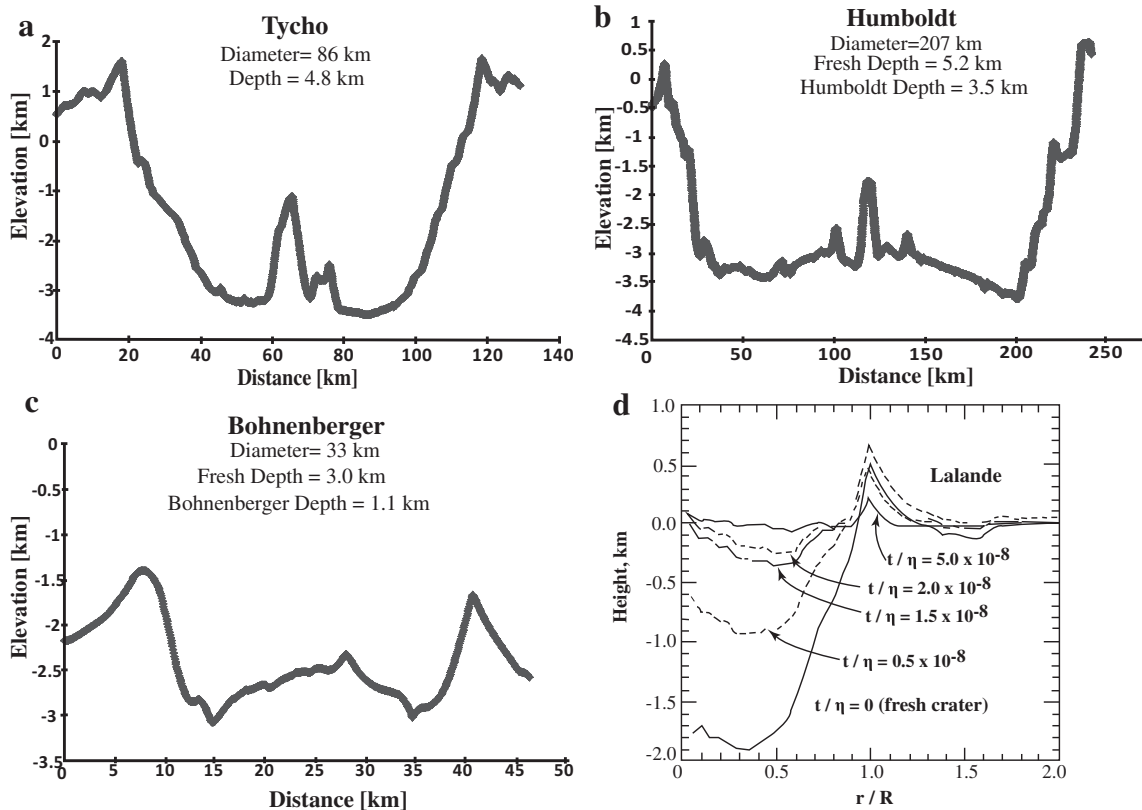 a
Tycho
Diameter= 86 km
Depth = 4.8 km
Elevation [km]
2
1
0
-1
-2
-3
-4
0 20 40 60 80 100 120 140
Distance [km]
b
Humboldt
Diameter=207 km
Fresh Depth = 5.2 km
Humboldt Depth = 3.5 km
Elevation [km]
1
0.5
0
-0.5
-1
-1.5
-2
-2.5
-3
-3.5
-4
-4.5
0 50 100 150 200 250
Distance [km]
c
Bohnenberger
Diameter= 33 km
Fresh Depth = 3.0 km
Bohnenberger Depth = 1.1 km
Elevation [km]
0
-0.5
-1
-1.5
-2
-2.5
-3
-3.5
0 5 10 15 20 25 30 35 40 45 50
Distance [km]
d
Lalande
Height, km
1.0
0.5
0.0
-0.5
-1.0
-1.5
-2.0
t / η = 5.0 x 10-8
t / η = 2.0 x 10-8
t / η = 1.5 x 10-8
t / η = 0.5 x 10-8
t / η = 0 (fresh crater)
0 0.5 1.0 1.5 2.0
r / R